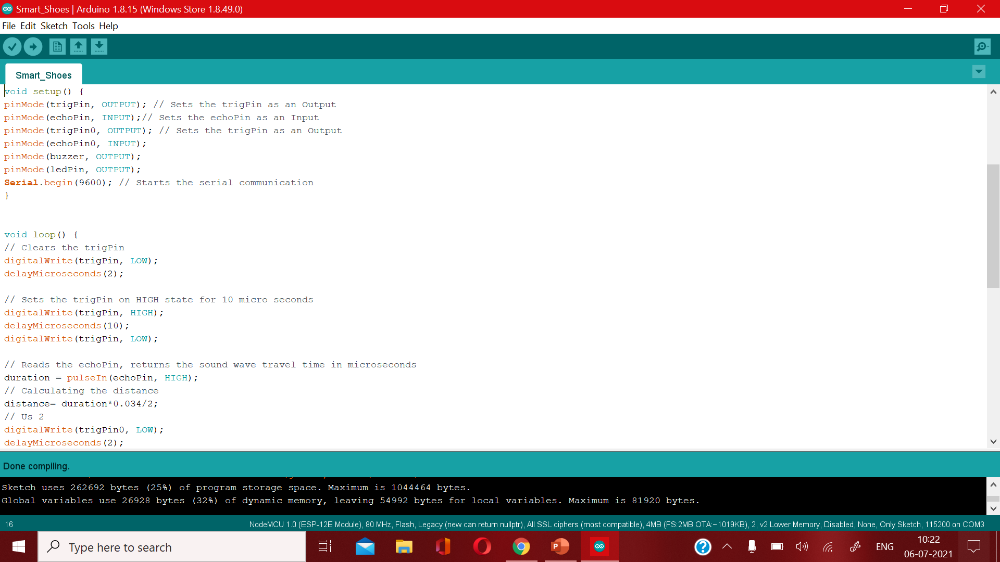 Smart_Shoes | Arduino 1.8.15 (Windows Store 1.8.49.0)
File Edit Sketch Tools Help
Smart_Shoes
void setup() {
pinMode(trigPin, OUTPUT); // Sets the trigPin as an Output
pinMode(echoPin, INPUT);// Sets the echoPin as an Input
pinMode(trigPin0, OUTPUT); // Sets the trigPin as an Output
pinMode(echoPin0, INPUT);
pinMode(buzzer, OUTPUT);
pinMode(ledPin, OUTPUT);
Serial.begin(9600); // Starts the serial communication
}
void loop() {
// Clears the trigPin
digitalWrite(trigPin, LOW);
delayMicroseconds(2);
// Sets the trigPin on HIGH state for 10 micro seconds
digitalWrite(trigPin, HIGH);
delayMicroseconds(10);
digitalWrite(trigPin, LOW);
// Reads the echoPin, returns the sound wave travel time in microseconds
duration = pulseIn(echoPin, HIGH);
// Calculating the distance
distance= duration*0.034/2;
// Us 2
digitalWrite(trigPin0, LOW);
delayMicroseconds(2);
Done compiling.
Sketch uses 262692 bytes (25%) of program storage space. Maximum is 1044464 bytes.
Global variables use 26928 bytes (32%) of dynamic memory, leaving 54992 bytes for local variables. Maximum is 81920 bytes.
16 NodeMCU 1.0 (ESP-12E Module), 80 MHz, Flash, Legacy (new can return nullptr), All SSL ciphers (most compatible), 4MB (FS:2MB OTA:~1019KB), 2, v2 Lower Memory, Disabled, None, Only Sketch, 115200 on COM3
Type here to search
ENG
10:22
06-07-2021